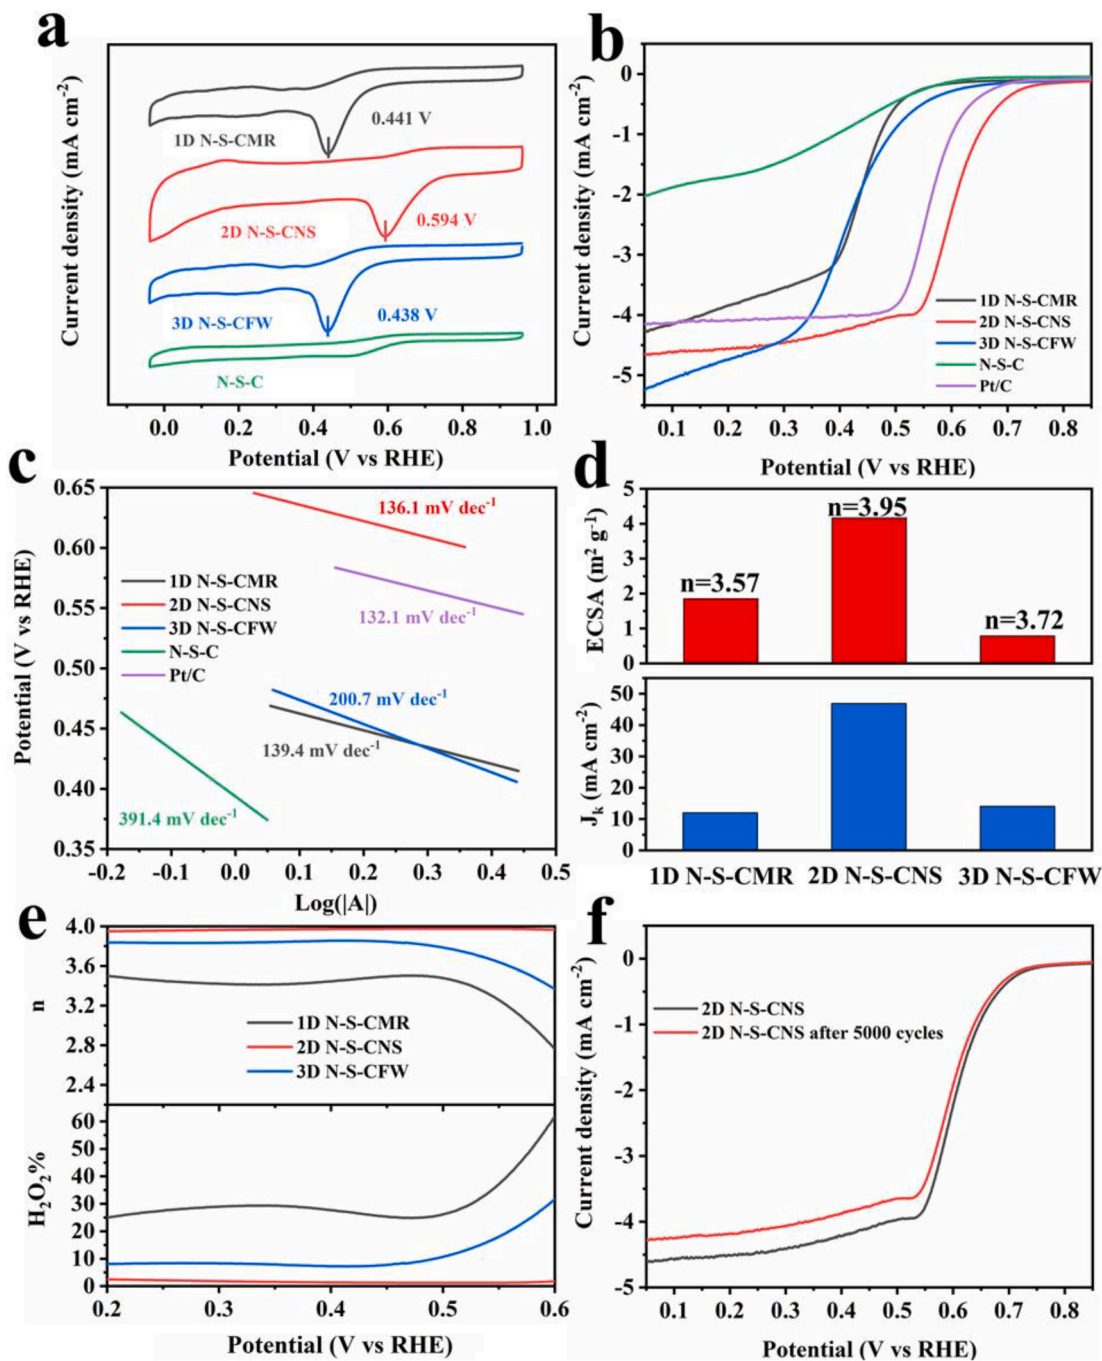 a
Current density (mA cm-2)
0.441 V
1D N-S-CMR
0.594 V
2D N-S-CNS
0.438 V
3D N-S-CFW
N-S-C
0.0 0.2 0.4 0.6 0.8 1.0
Potential (V vs RHE)
b
Current density (mA cm-2)
0
-1
-2
-3
-4
-5
1D N-S-CMR
2D N-S-CNS
3D N-S-CFW
N-S-C
Pt/C
0.1 0.2 0.3 0.4 0.5 0.6 0.7 0.8
Potential (V vs RHE)
c
Potential (V vs RHE)
0.65
0.60
0.55
0.50
0.45
0.40
0.35
136.1 mV dec-1
132.1 mV dec-1
200.7 mV dec-1
139.4 mV dec-1
391.4 mV dec-1
1D N-S-CMR
2D N-S-CNS
3D N-S-CFW
N-S-C
Pt/C
-0.2 -0.1 0.0 0.1 0.2 0.3 0.4 0.5
Log(|A|)
d
ECSA (m2 g-1)
5
4
3
2
1
0
n=3.57
n=3.95
n=3.72
Jk (mA cm-2)
50
40
30
20
10
0
1D N-S-CMR 2D N-S-CNS 3D N-S-CFW
e
n
4.0
3.6
3.2
2.8
2.4
1D N-S-CMR
2D N-S-CNS
3D N-S-CFW
H2O2%
60
50
40
30
20
10
0
0.2 0.3 0.4 0.5 0.6
Potential (V vs RHE)
f
Current density (mA cm-2)
0
-1
-2
-3
-4
-5
2D N-S-CNS
2D N-S-CNS after 5000 cycles
0.1 0.2 0.3 0.4 0.5 0.6 0.7 0.8
Potential (V vs RHE)